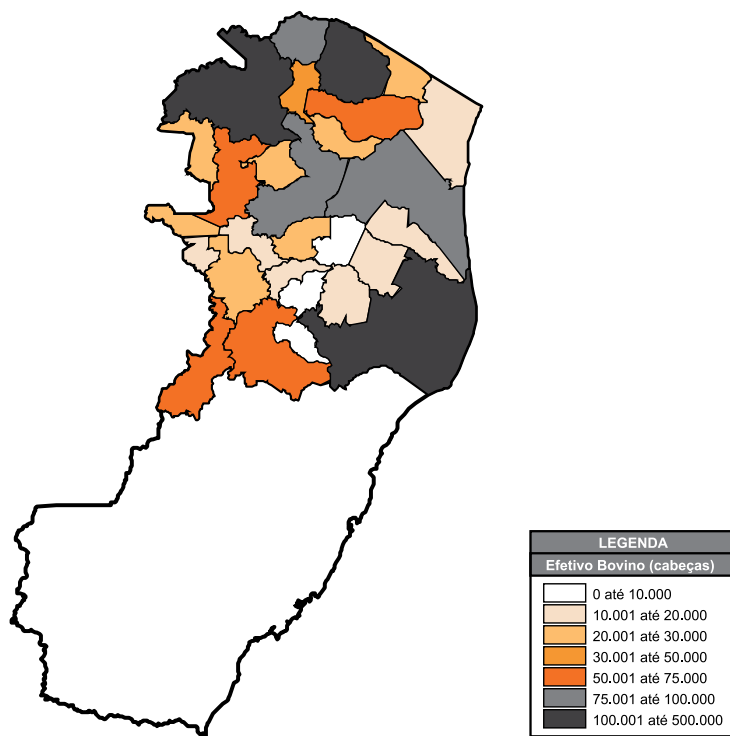 LEGENDA
Efetivo Bovino (cabeças)
0 até 10.000
10.001 até 20.000
20.001 até 30.000
30.001 até 50.000
50.001 até 75.000
75.001 até 100.000
100.001 até 500.000